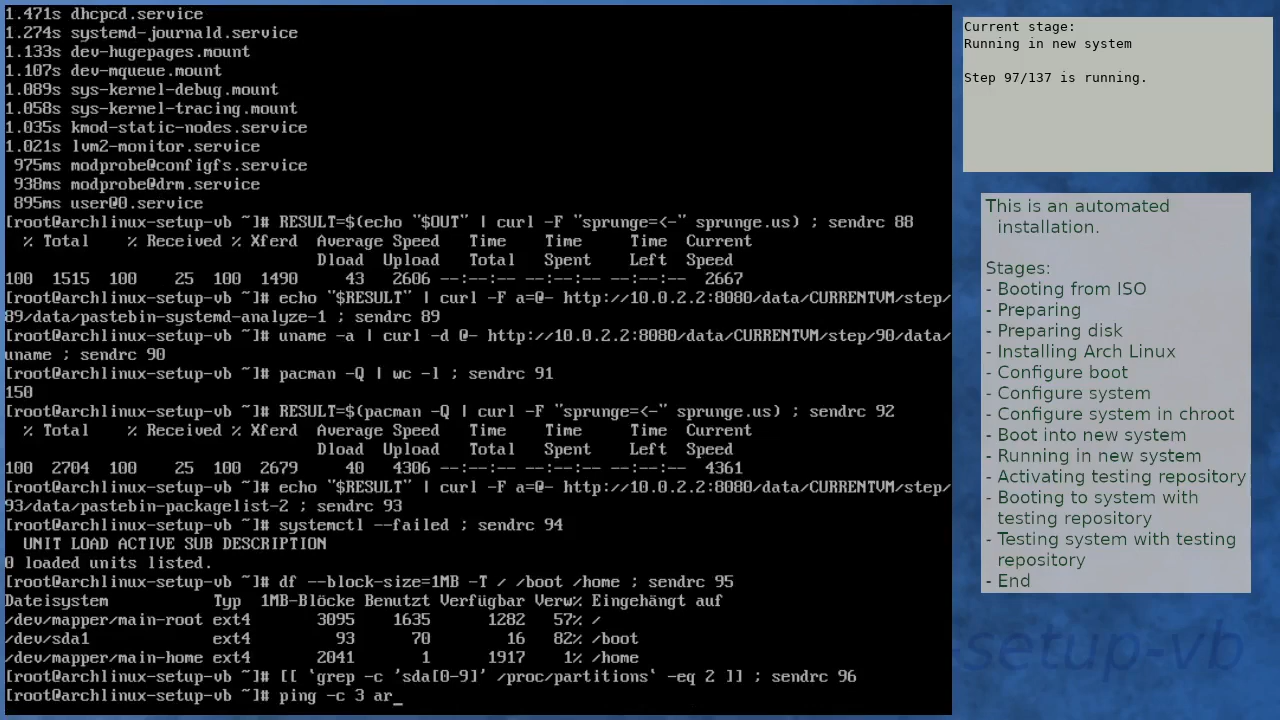 1.471s dhcpcd.service
1.274s systemd-journald.service
1.133s dev-hugepages.mount
1.107s dev-mqueue.mount
1.089s sys-kernel-debug.mount
1.058s sys-kernel-tracing.mount
1.035s kmod-static-nodes.service
1.021s lvm2-monitor.service
975ms modprobe@configfs.service
938ms modprobe@drm.service
895ms user@0.service
[root@archlinux-setup-vb ~]# RESULT=$(echo "$OUT" | curl -F "sprunge=<-" sprunge.us) ; sendrc 88
% Total % Received % Xferd Average Speed Time Time Time Current
Dload Upload Total Spent Left Speed
100 1515 100 25 100 1490 43 2606 --:--:-- --:--:-- --:--:-- 2667
[root@archlinux-setup-vb ~]# echo "$RESULT" | curl -F a=@- http://10.0.2.2:8080/data/CURRENTVM/step/
89/data/pastebin-systemd-analyze-1 ; sendrc 89
[root@archlinux-setup-vb ~]# uname -a | curl -d @- http://10.0.2.2:8080/data/CURRENTVM/step/90/data/
uname ; sendrc 90
[root@archlinux-setup-vb ~]# pacman -Q | wc -l ; sendrc 91
150
[root@archlinux-setup-vb ~]# RESULT=$(pacman -Q | curl -F "sprunge=<-" sprunge.us) ; sendrc 92
% Total % Received % Xferd Average Speed Time Time Time Current
Dload Upload Total Spent Left Speed
100 2704 100 25 100 2679 40 4306 --:--:-- --:--:-- --:--:-- 4361
[root@archlinux-setup-vb ~]# echo "$RESULT" | curl -F a=@- http://10.0.2.2:8080/data/CURRENTVM/step/
93/data/pastebin-packagelist-2 ; sendrc 93
[root@archlinux-setup-vb ~]# systemctl --failed ; sendrc 94
UNIT LOAD ACTIVE SUB DESCRIPTION
0 loaded units listed.
[root@archlinux-setup-vb ~]# df --block-size=1MB -T / /boot /home ; sendrc 95
Dateisystem Typ 1MB-Blöcke Benutzt Verfügbar Verw% Eingehängt auf
/dev/mapper/main-root ext4 3095 1635 1282 57% /
/dev/sda1 ext4 93 70 16 82% /boot
/dev/mapper/main-home ext4 2041 1 1917 1% /home
[root@archlinux-setup-vb ~]# [[ `grep -c 'sda[0-9]' /proc/partitions` -eq 2 ]] ; sendrc 96
[root@archlinux-setup-vb ~]# ping -c 3 ar_
Current stage:
Running in new system
Step 97/137 is running.
This is an automated
installation.
Stages:
- Booting from ISO
- Preparing
- Preparing disk
- Installing Arch Linux
- Configure boot
- Configure system
- Configure system in chroot
- Boot into new system
- Running in new system
- Activating testing repository
- Booting to system with
testing repository
- Testing system with testing
repository
- End
-setup-vb